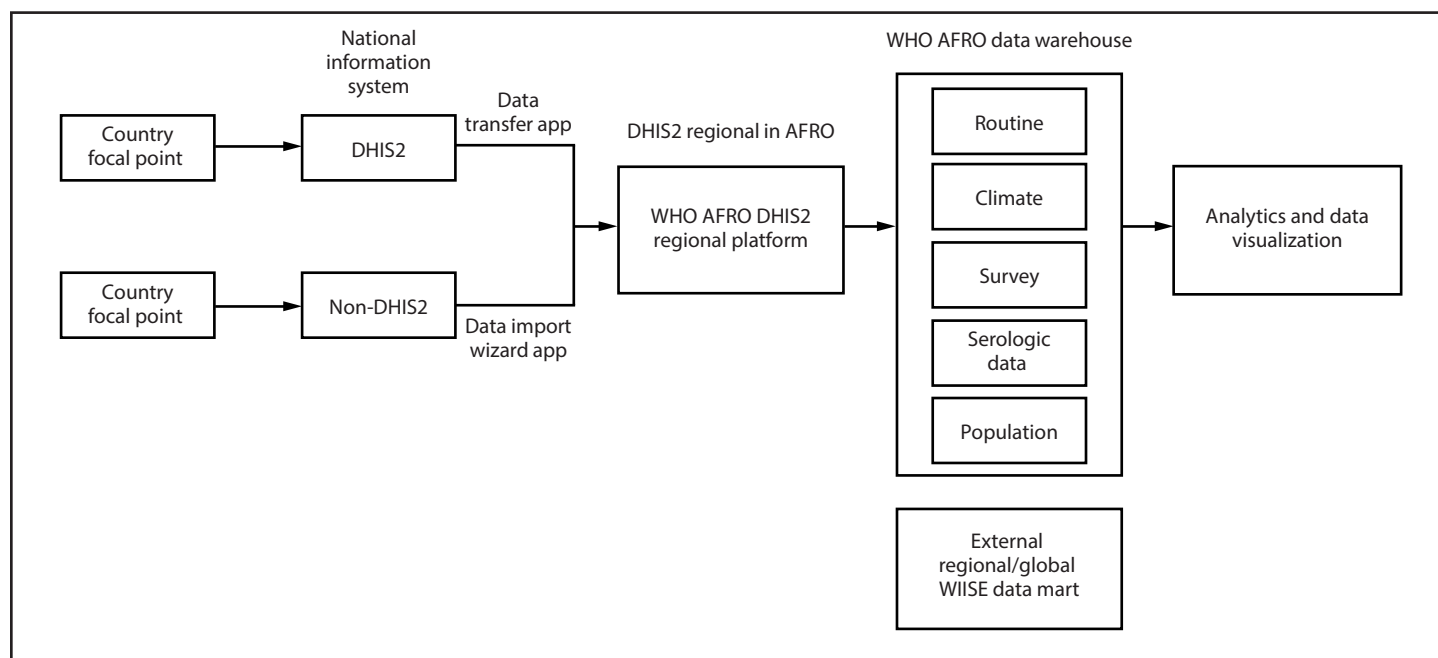 National
information
system
WHO AFRO data warehouse
Data
transfer app
DHIS2 regional in AFRO
Country
focal point
DHIS2
Country
focal point
Non-DHIS2
Data import
wizard app
WHO AFRO DHIS2
regional platform
Routine
Climate
Survey
Serologic
data
Population
Analytics and data
visualization
External
regional/global
WIISE data mart